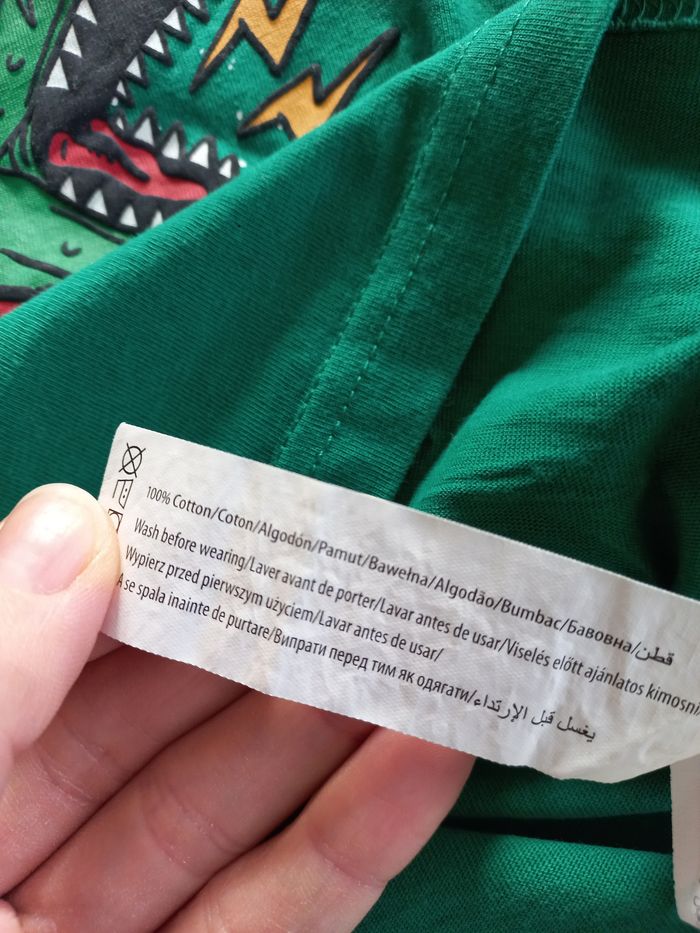 100% Cotton/Coton/Algodón/Pamut/Bawełna/Algodão/Bumbac/Бавовна/قطن
Wash before wearing/Laver avant de porter/Lavar antes de usar/Viselés előtt ajánlatos kimosni
Wypierz przed pierwszym użyciem/Lavar antes de usar/
A se spala inainte de purtare/Випрати перед тим як одягати/يغسل قبل الإرتداء